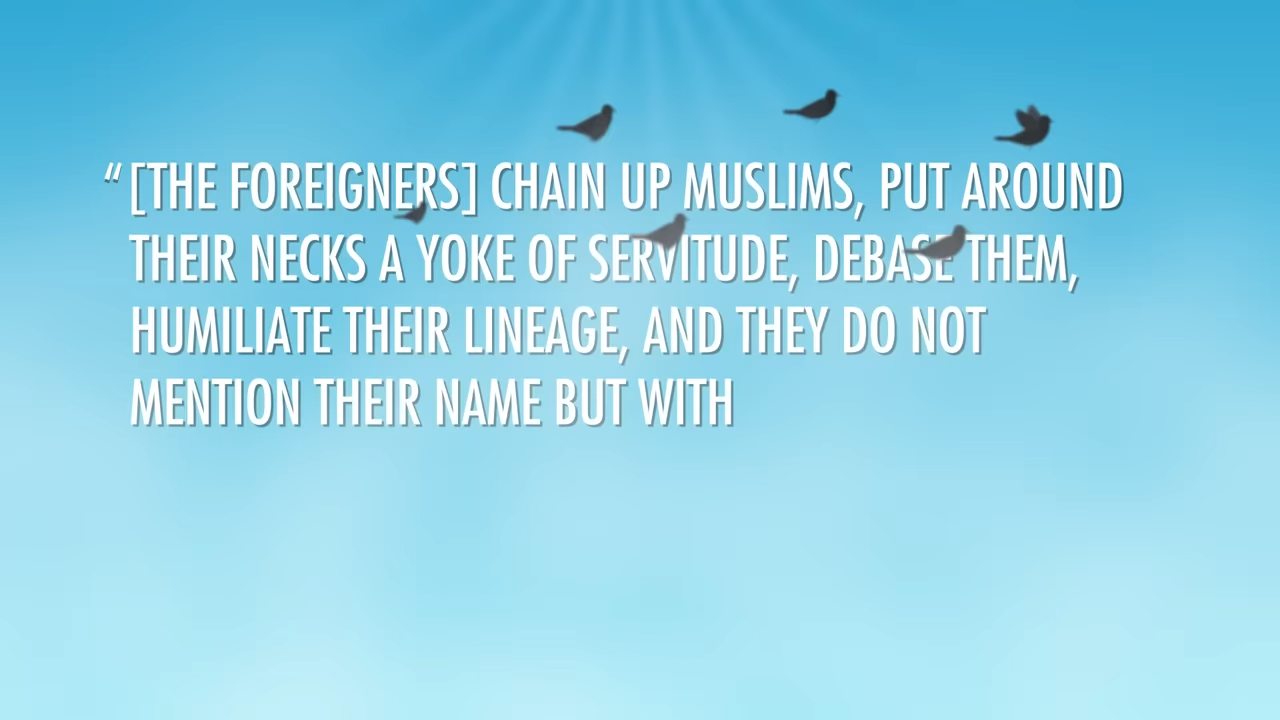 “[THE FOREIGNERS] CHAIN UP MUSLIMS, PUT AROUND
THEIR NECKS A YOKE OF SERVITUDE, DEBASE THEM,
HUMILIATE THEIR LINEAGE, AND THEY DO NOT
MENTION THEIR NAME BUT WITH